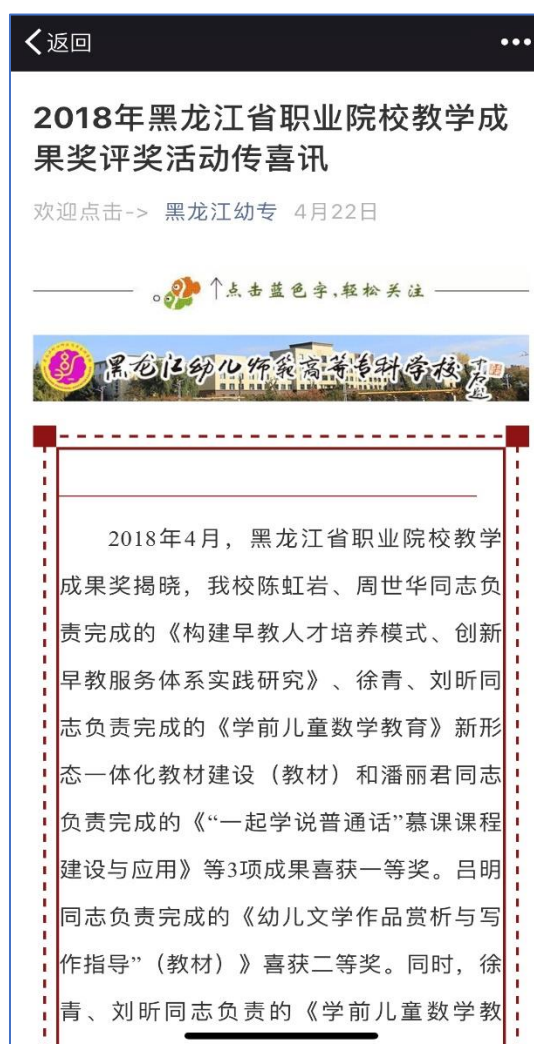 返回
2018年黑龙江省职业院校教学成
果奖评奖活动传喜讯
欢迎点击-> 黑龙江幼专 4月22日
↑点击蓝色字,轻松关注
黑龙江幼儿师范高等专科学校
2018年4月，黑龙江省职业院校教学
成果奖揭晓，我校陈虹岩、周世华同志负
责完成的《构建早教人才培养模式、创新
早教服务体系实践研究》、徐青、刘昕同
志负责完成的《学前儿童数学教育》新形
态一体化教材建设（教材）和潘丽君同志
负责完成的《“一起学说普通话”慕课课程
建设与应用》等3项成果喜获一等奖。吕明
同志负责完成的《幼儿文学作品赏析与写
作指导”（教材）》喜获二等奖。同时，徐
青、刘昕同志负责的《学前儿童数学教